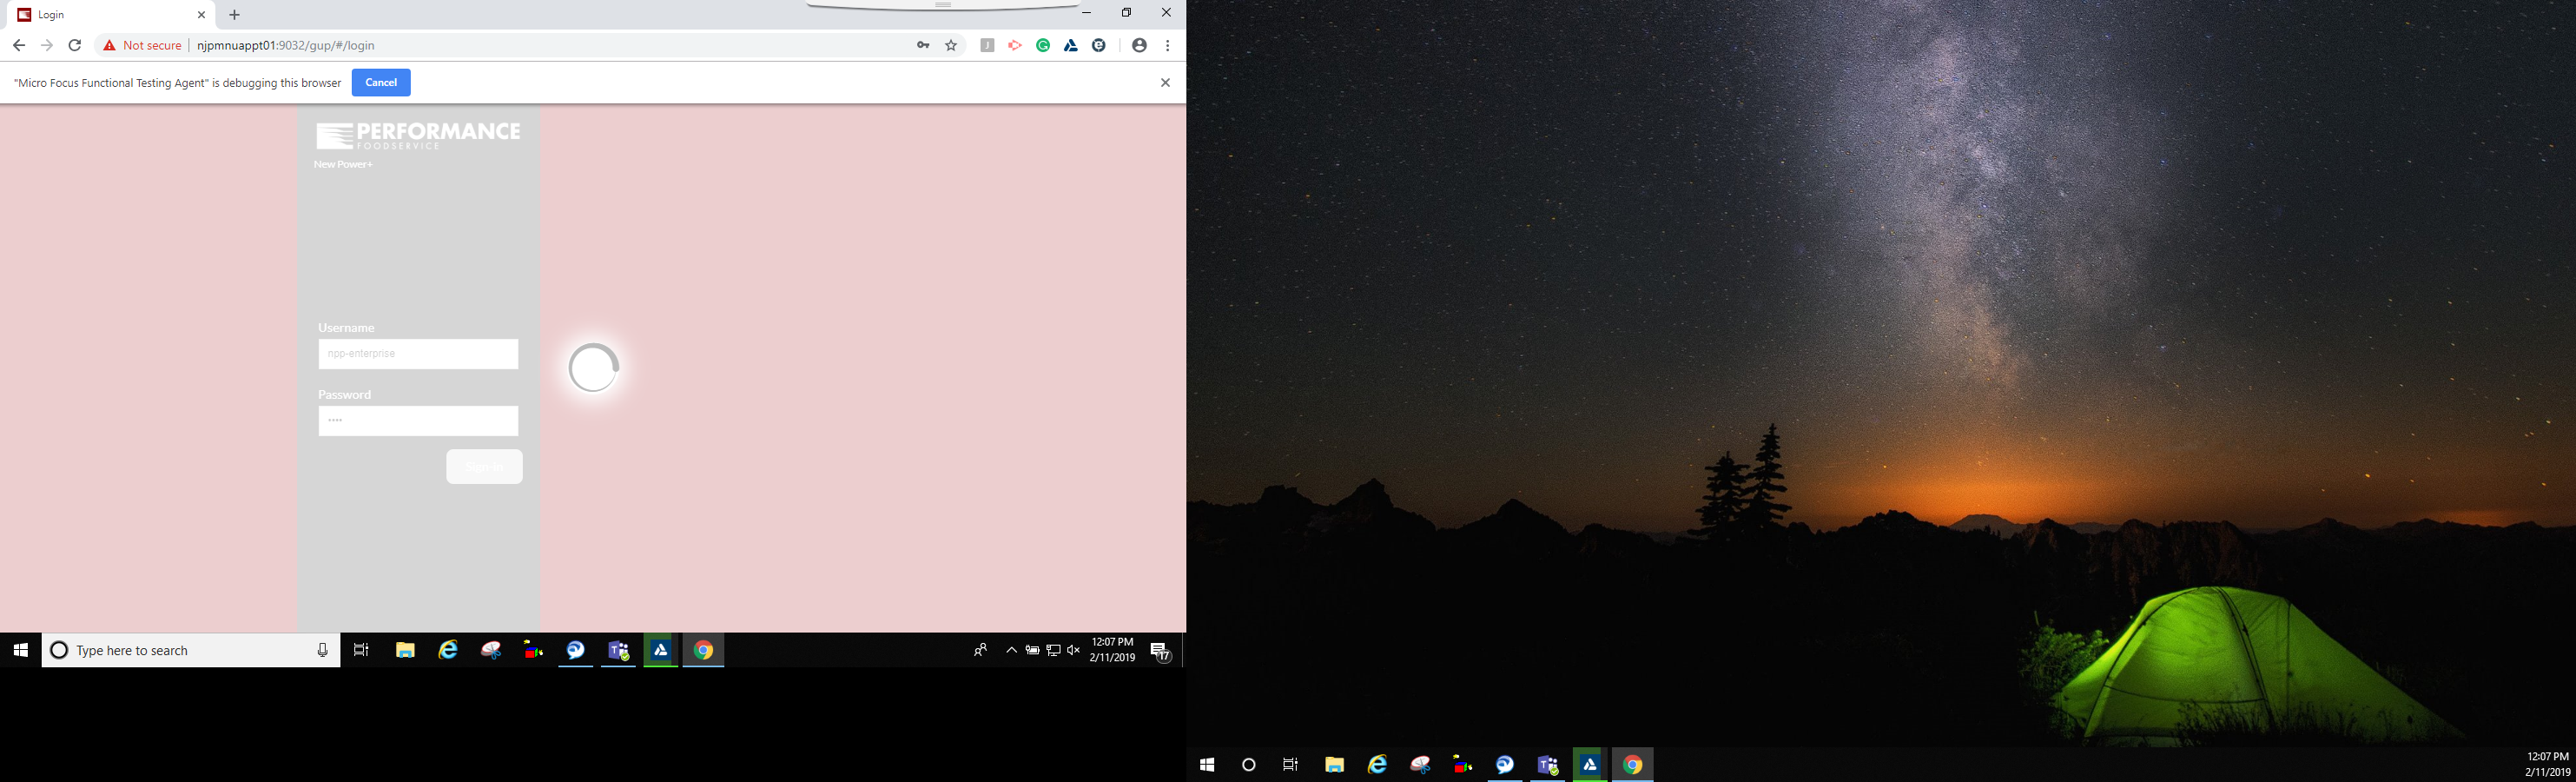 Login
Not secure
njpmnuappt01:9032/gup/#/login
"Micro Focus Functional Testing Agent" is debugging this browser
Cancel
PERFORMANCE
FOODSERVICE
New Power+
Username
npp-enterprise
Password
••••
Sign In
Type here to search
12:07 PM
2/11/2019
17
12:07 PM
2/11/2019